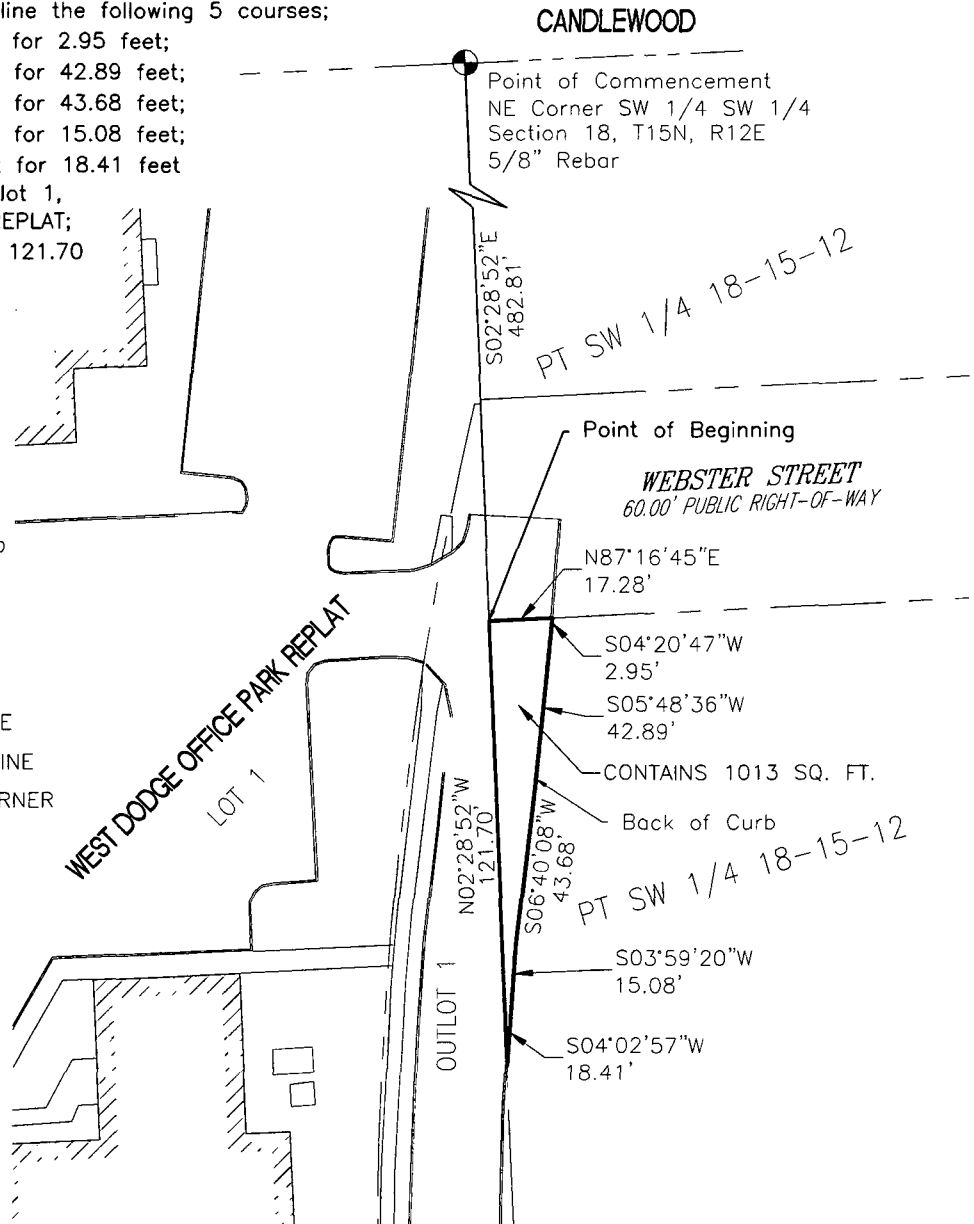 line the following 5 courses;
for 2.95 feet;
for 42.89 feet;
for 43.68 feet;
for 15.08 feet;
for 18.41 feet
lot 1,
REPLAT;
121.70
CANDLEWOOD
Point of Commencement
NE Corner SW 1/4 SW 1/4
Section 18, T15N, R12E
5/8" Rebar
S02°28'52"E
482.81'
PT SW 1/4 18-15-12
Point of Beginning
WEBSTER STREET
60.00' PUBLIC RIGHT-OF-WAY
N87°16'45"E
17.28'
S04°20'47"W
2.95'
S05°48'36"W
42.89'
CONTAINS 1013 SQ. FT.
Back of Curb
WEST DODGE OFFICE PARK REPLAT
LOT 1
E
INE
RNER
N02°28'52"W
121.70'
S06°40'08"W
43.68'
PT SW 1/4 18-15-12
S03°59'20"W
15.08'
OUTLOT 1
S04°02'57"W
18.41'